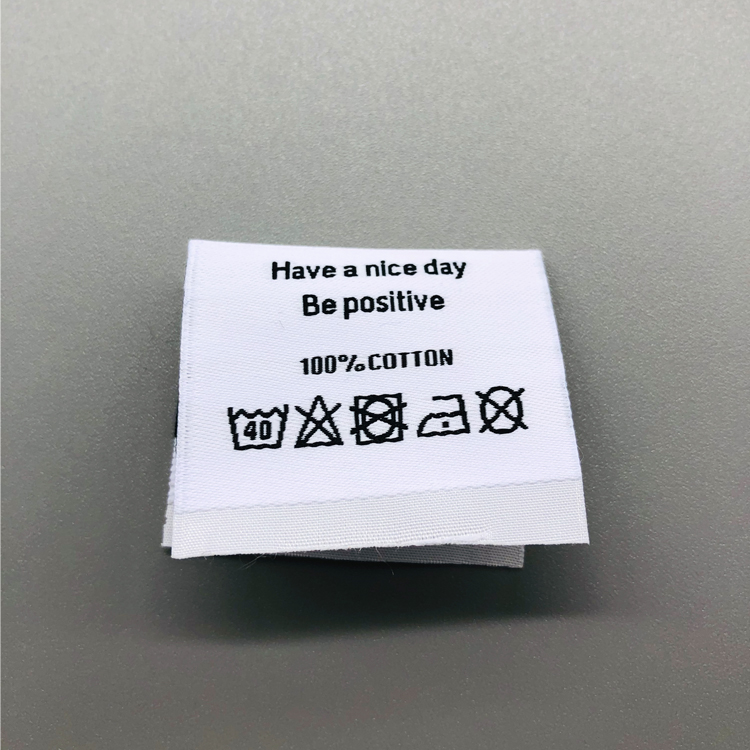 Have a nice day
Be positive
100% COTTON
40